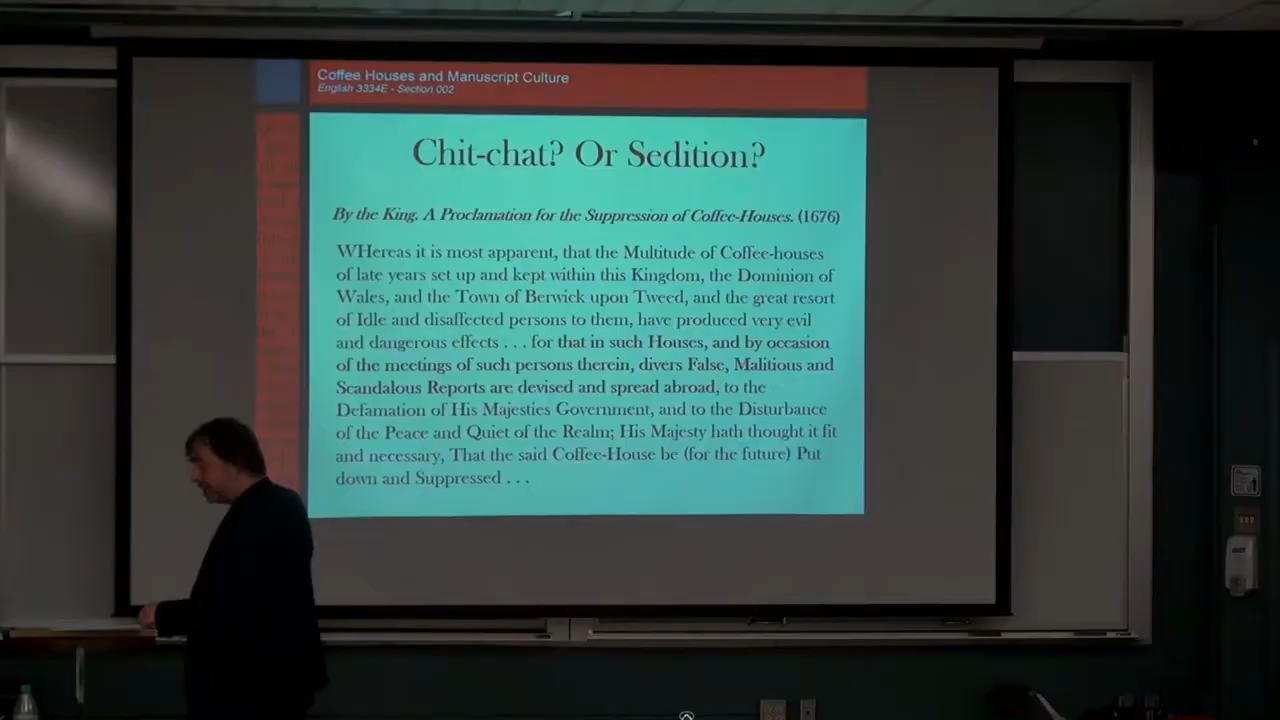 Coffee Houses and Manuscript Culture
English 3334E - Section 002
Chit-chat? Or Sedition?
By the King. A Proclamation for the Suppression of Coffee-Houses. (1676)
WHereas it is most apparent, that the Multitude of Coffee-houses
of late years set up and kept within this Kingdom, the Dominion of
Wales, and the Town of Berwick upon Tweed, and the great resort
of Idle and disaffected persons to them, have produced very evil
and dangerous effects . . . for that in such Houses, and by occasion
of the meetings of such persons therein, divers False, Malitious and
Scandalous Reports are devised and spread abroad, to the
Defamation of His Majesties Government, and to the Disturbance
of the Peace and Quiet of the Realm; His Majesty hath thought it fit
and necessary, That the said Coffee-House be (for the future) Put
down and Suppressed . . .